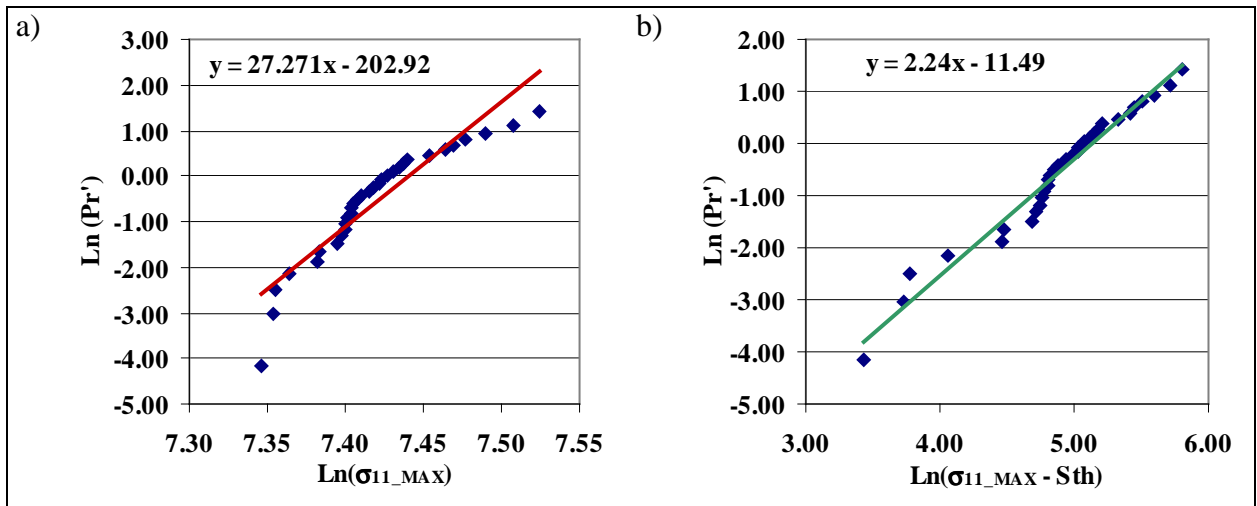 a)
y = 27.271x - 202.92
3.00
2.00
1.00
0.00
-1.00
-2.00
-3.00
-4.00
-5.00
Ln (Pr')
7.30 7.35 7.40 7.45 7.50 7.55
Ln(σ11_MAX)
b)
y = 2.24x - 11.49
2.00
1.00
0.00
-1.00
-2.00
-3.00
-4.00
-5.00
Ln (Pr')
3.00 4.00 5.00 6.00
Ln(σ11_MAX - Sth)